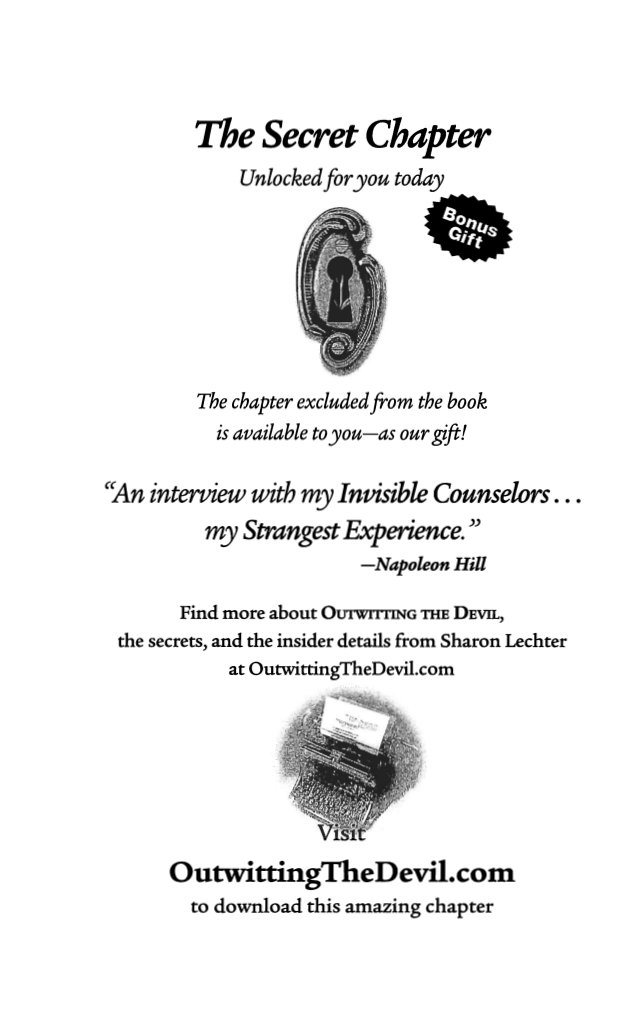 The Secret Chapter
Unlocked for you today
Bonus
Gift
The chapter excluded from the book
is available to you—as our gift!
“An interview with my Invisible Counselors . . .
my Strangest Experience.”
—Napoleon Hill
Find more about Outwitting the Devil,
the secrets, and the insider details from Sharon Lechter
at OutwittingTheDevil.com
Visit
OutwittingTheDevil.com
to download this amazing chapter